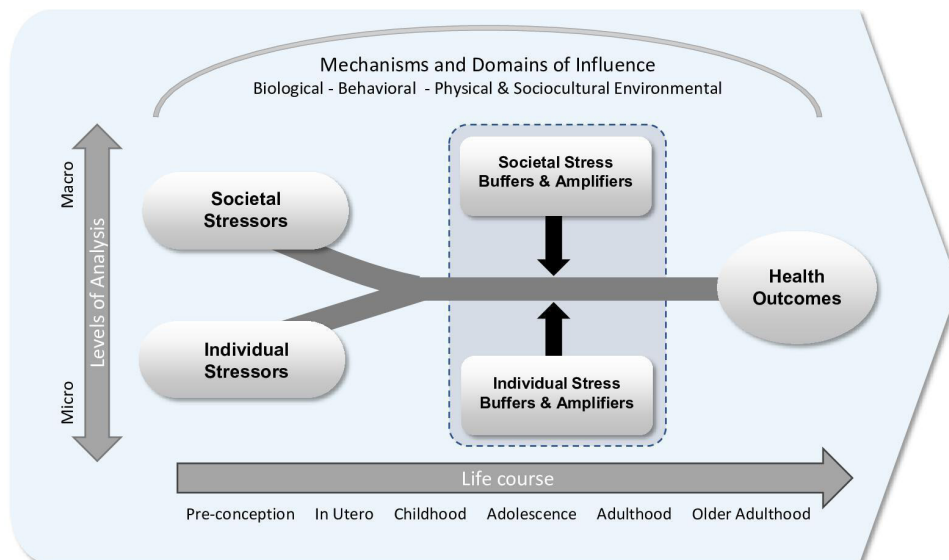 Mechanisms and Domains of Influence
Biological - Behavioral - Physical & Sociocultural Environmental
Macro
Levels of Analysis
Micro
Societal
Stressors
Individual
Stressors
Societal Stress
Buffers & Amplifiers
Individual Stress
Buffers & Amplifiers
Health
Outcomes
Life course
Pre-conception In Utero Childhood Adolescence Adulthood Older Adulthood